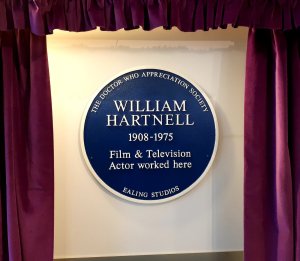 THE DOCTOR WHO APPRECIATION SOCIETY
WILLIAM
HARTNELL
1908-1975
Film & Television
Actor worked here
EALING STUDIOS